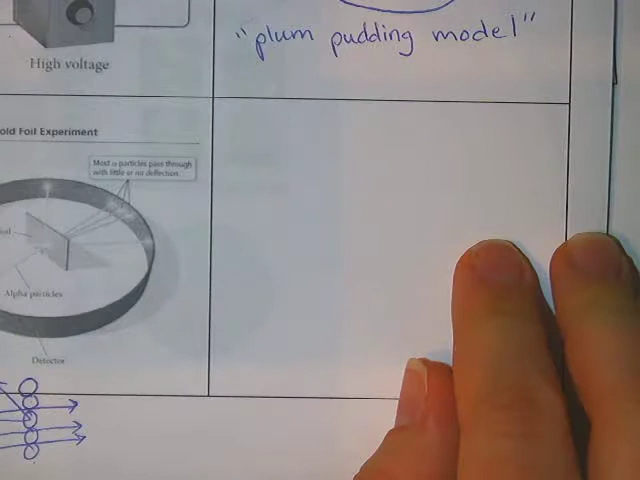 "plum pudding model"
High voltage
old Foil Experiment
Most α particles pass through
with little or no deflection.
Alpha particles
Detector